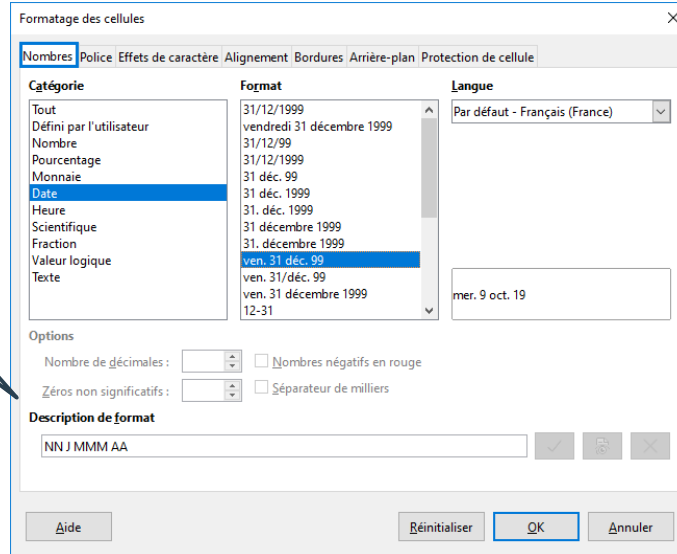 Formatage des cellules
Nombres Police Effets de caractère Alignement Bordures Arrière-plan Protection de cellule
Catégorie
Tout
Défini par l'utilisateur
Nombre
Pourcentage
Monnaie
Date
Heure
Scientifique
Fraction
Valeur logique
Texte
Format
31/12/1999
vendredi 31 décembre 1999
31/12/99
31/12/1999
31 déc. 99
31 déc. 1999
31. déc. 1999
31 décembre 1999
31. décembre 1999
ven. 31 déc. 99
ven. 31/déc. 99
ven. 31 décembre 1999
12-31
Langue
Par défaut - Français (France)
mer. 9 oct. 19
Options
Nombre de décimales :
Nombres négatifs en rouge
Zéros non significatifs :
Séparateur de milliers
Description de format
NN J MMM AA
Aide
Réinitialiser
OK
Annuler